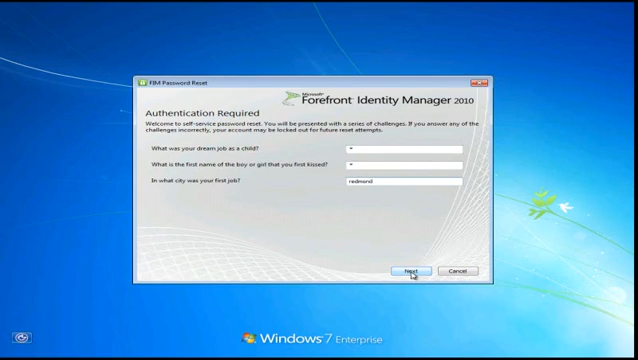 FIM Password Reset
Microsoft
Forefront Identity Manager 2010
Authentication Required
Welcome to self-service password reset. You will be presented with a series of challenges. If you answer any of the
challenges incorrectly, your account may be locked out for future reset attempts.
What was your dream job as a child? *
What is the first name of the boy or girl that you first kissed? *
In what city was your first job? redmond
Next Cancel
Windows 7 Enterprise